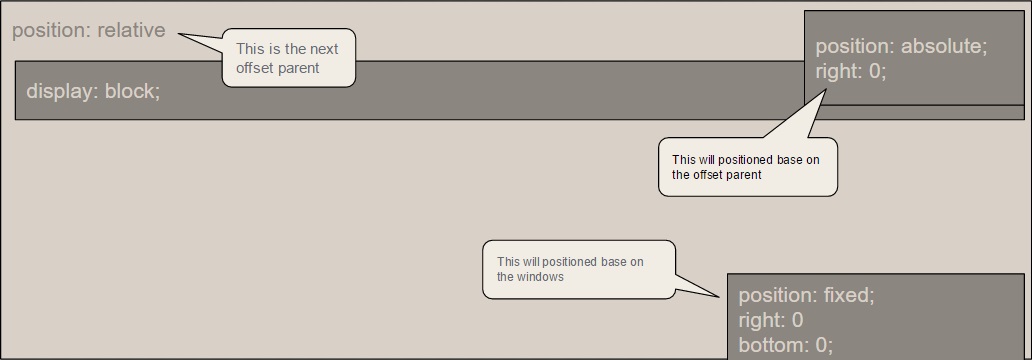 position: relative
This is the next
offset parent
position: absolute;
right: 0;
display: block;
This will positioned base on
the offset parent
This will positioned base on
the windows
position: fixed;
right: 0
bottom: 0;